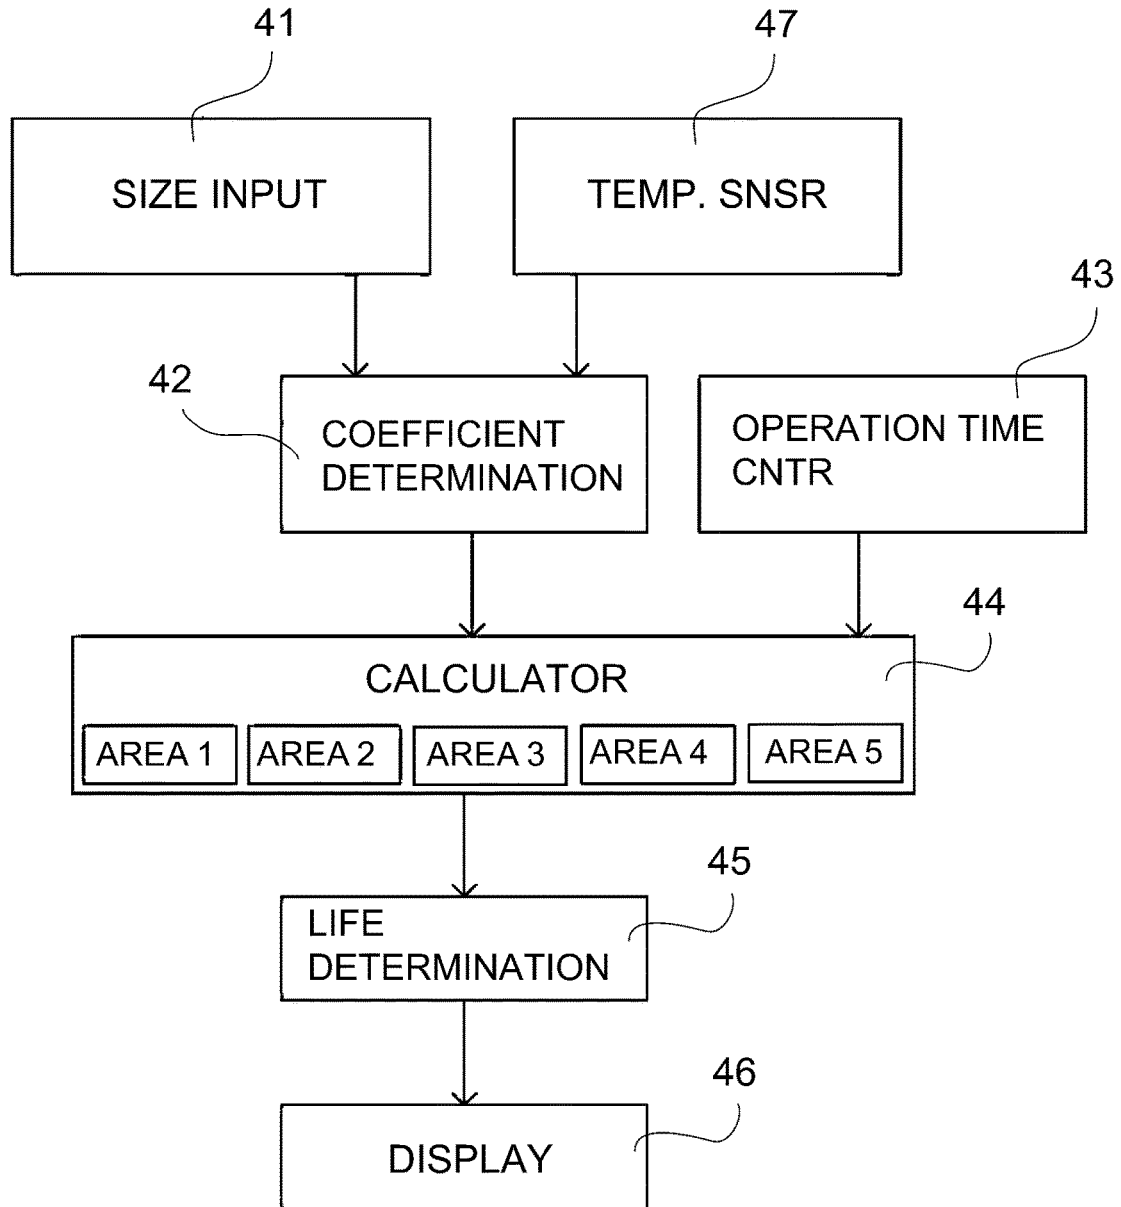 41
47
SIZE INPUT
TEMP. SNSR
43
42
COEFFICIENT
DETERMINATION
OPERATION TIME
CNTR
44
CALCULATOR
AREA 1
AREA 2
AREA 3
AREA 4
AREA 5
45
LIFE
DETERMINATION
46
DISPLAY